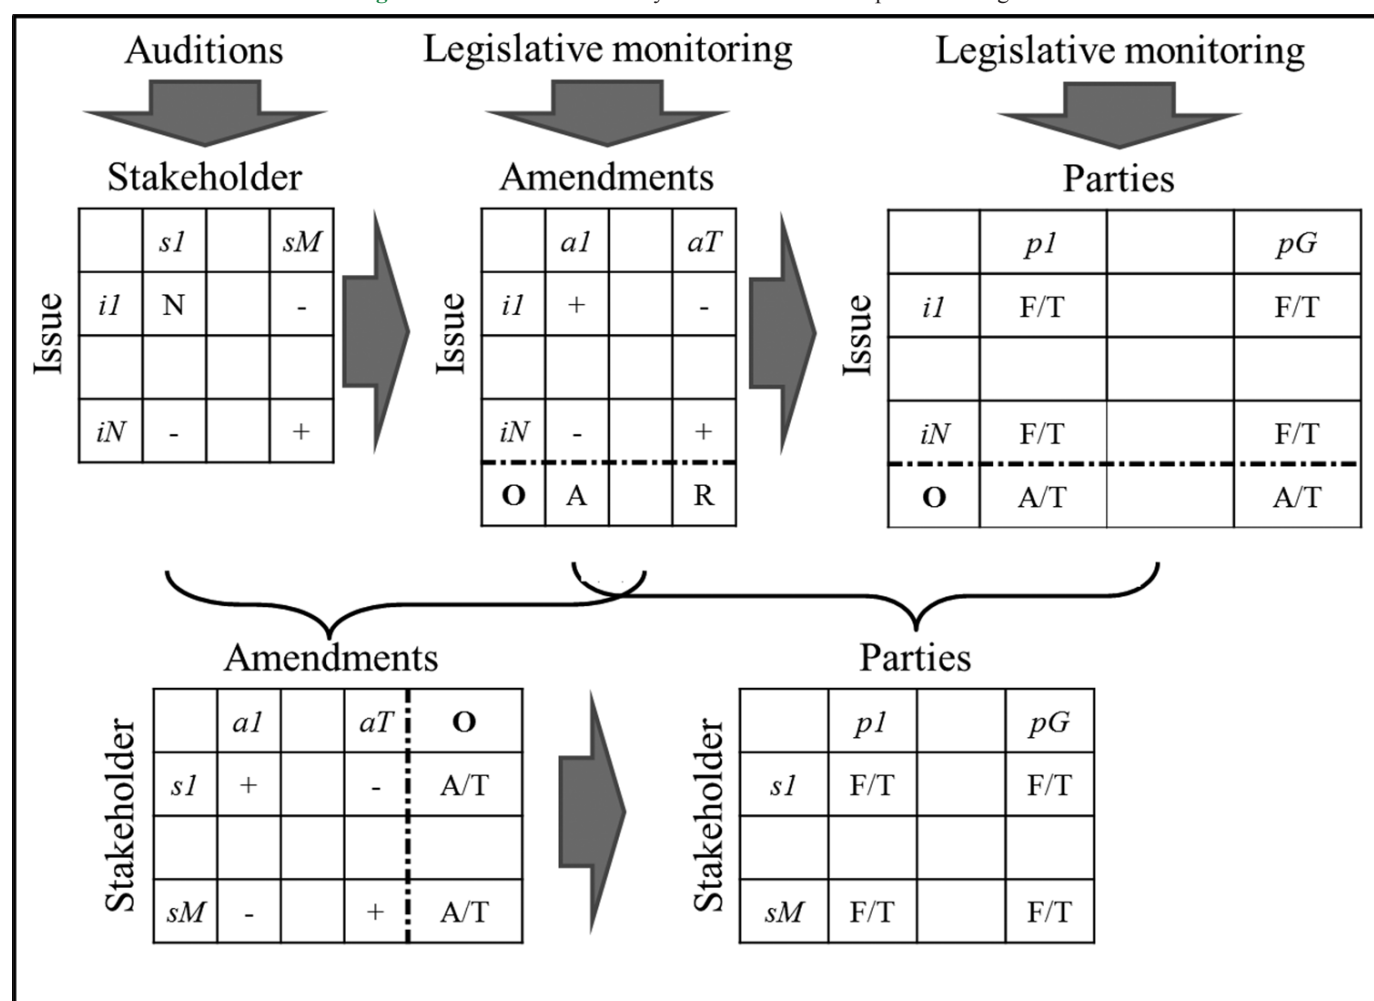 Auditions
Legislative monitoring
Legislative monitoring
Stakeholder
Amendments
Parties
Issue
s1 sM
i1 N -
iN - +
Issue
a1 aT
i1 + -
iN - +
O A R
Issue
p1 pG
i1 F/T F/T
iN F/T F/T
O A/T A/T
Amendments
Stakeholder
a1 aT O
s1 + - A/T
sM - + A/T
Parties
Stakeholder
p1 pG
s1 F/T F/T
sM F/T F/T